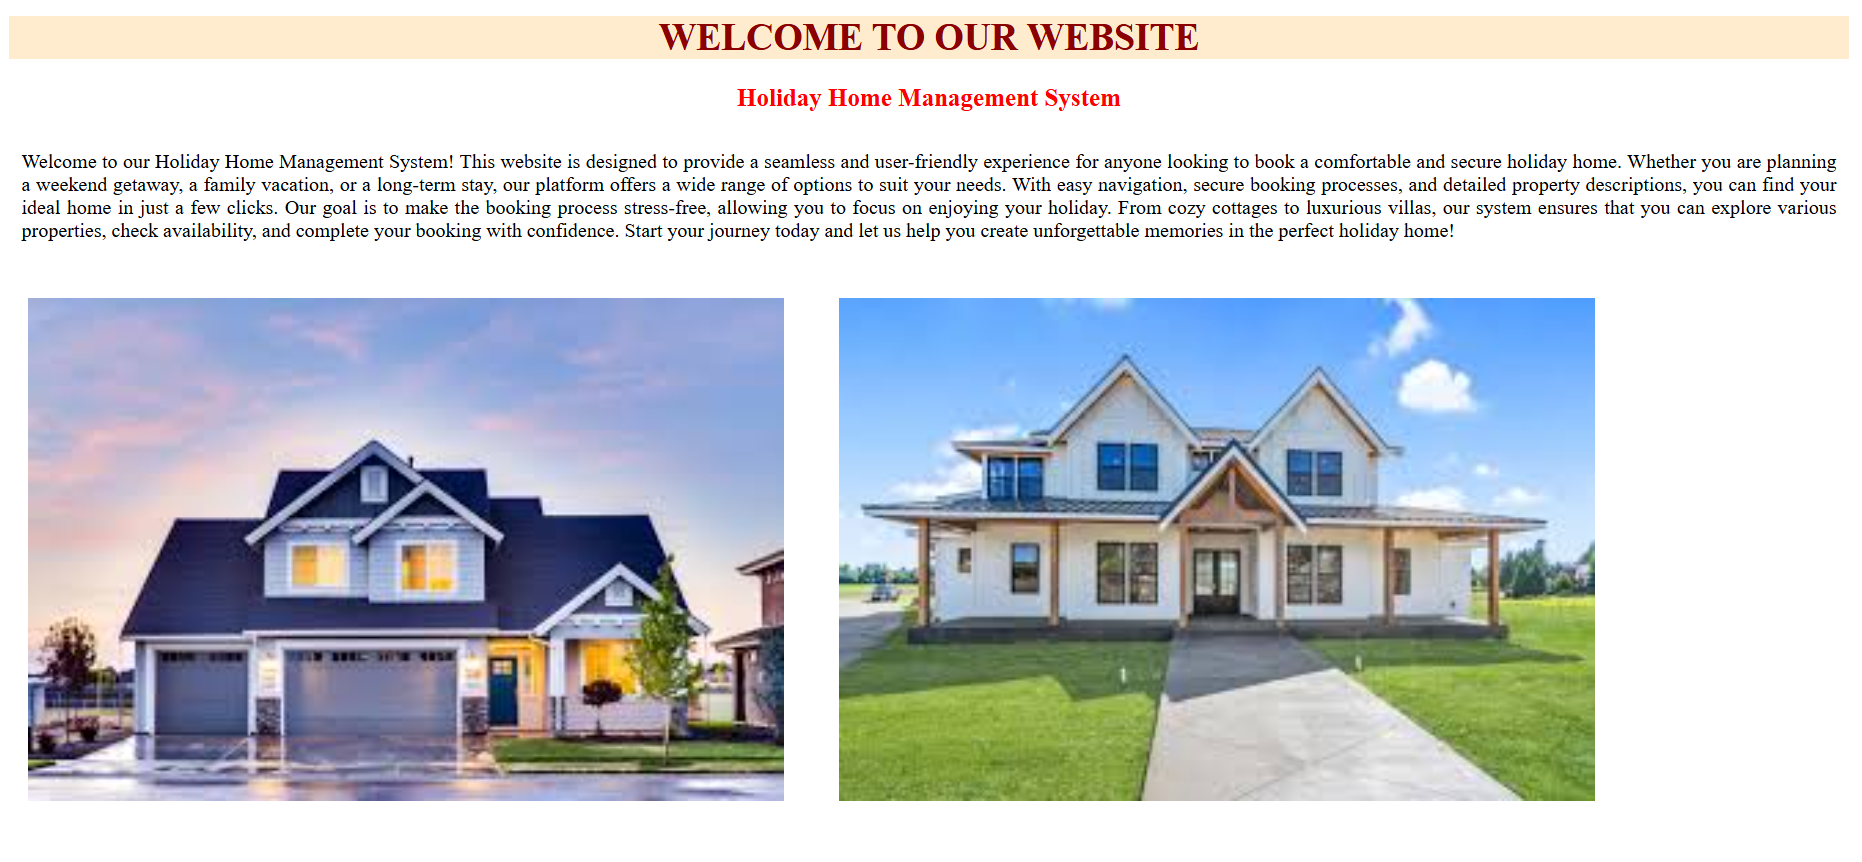 WELCOME TO OUR WEBSITE
Holiday Home Management System
Welcome to our Holiday Home Management System! This website is designed to provide a seamless and user-friendly experience for anyone looking to book a comfortable and secure holiday home. Whether you are planning
a weekend getaway, a family vacation, or a long-term stay, our platform offers a wide range of options to suit your needs. With easy navigation, secure booking processes, and detailed property descriptions, you can find your
ideal home in just a few clicks. Our goal is to make the booking process stress-free, allowing you to focus on enjoying your holiday. From cozy cottages to luxurious villas, our system ensures that you can explore various
properties, check availability, and complete your booking with confidence. Start your journey today and let us help you create unforgettable memories in the perfect holiday home!